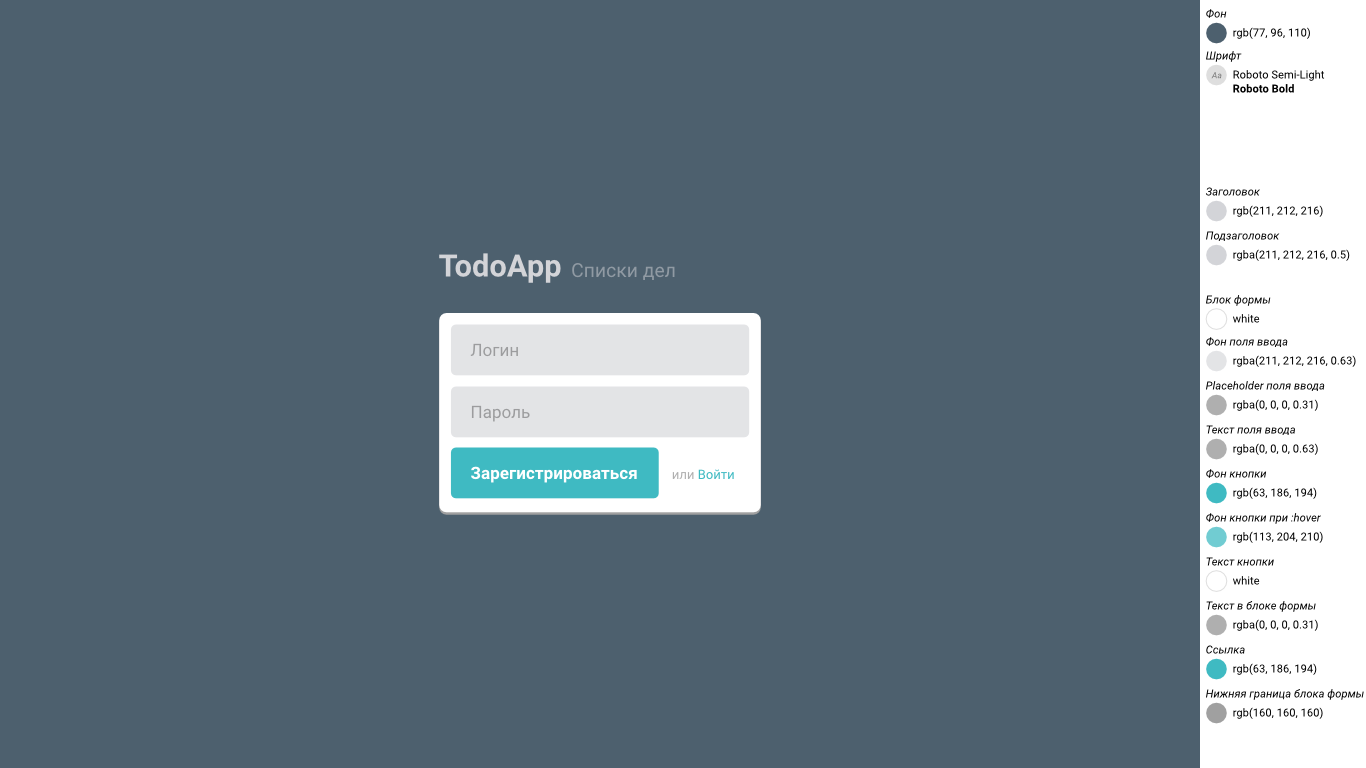 TodoApp Списки дел
Логин
Пароль
Зарегистрироваться или Войти
Фон
rgb(77, 96, 110)
Шрифт
Aa Roboto Semi-Light
Roboto Bold
Заголовок
rgb(211, 212, 216)
Подзаголовок
rgba(211, 212, 216, 0.5)
Блок формы
white
Фон поля ввода
rgba(211, 212, 216, 0.63)
Placeholder поля ввода
rgba(0, 0, 0, 0.31)
Текст поля ввода
rgba(0, 0, 0, 0.63)
Фон кнопки
rgb(63, 186, 194)
Фон кнопки при :hover
rgb(113, 204, 210)
Текст кнопки
white
Текст в блоке формы
rgba(0, 0, 0, 0.31)
Ссылка
rgb(63, 186, 194)
Нижняя граница блока формы
rgb(160, 160, 160)